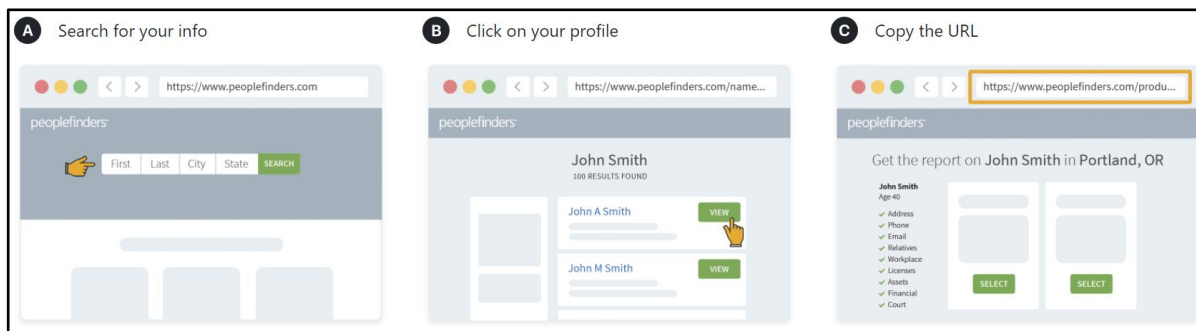 A Search for your info
https://www.peoplefinders.com
peoplefinders
First Last City State SEARCH
B Click on your profile
https://www.peoplefinders.com/name...
peoplefinders
John Smith
100 RESULTS FOUND
John A Smith VIEW
John M Smith VIEW
C Copy the URL
https://www.peoplefinders.com/produ...
peoplefinders
Get the report on John Smith in Portland, OR
John Smith
Age 40
✓ Address
✓ Phone
✓ Email
✓ Relatives
✓ Workplace
✓ Licenses
✓ Assets
✓ Financial
✓ Court
SELECT SELECT